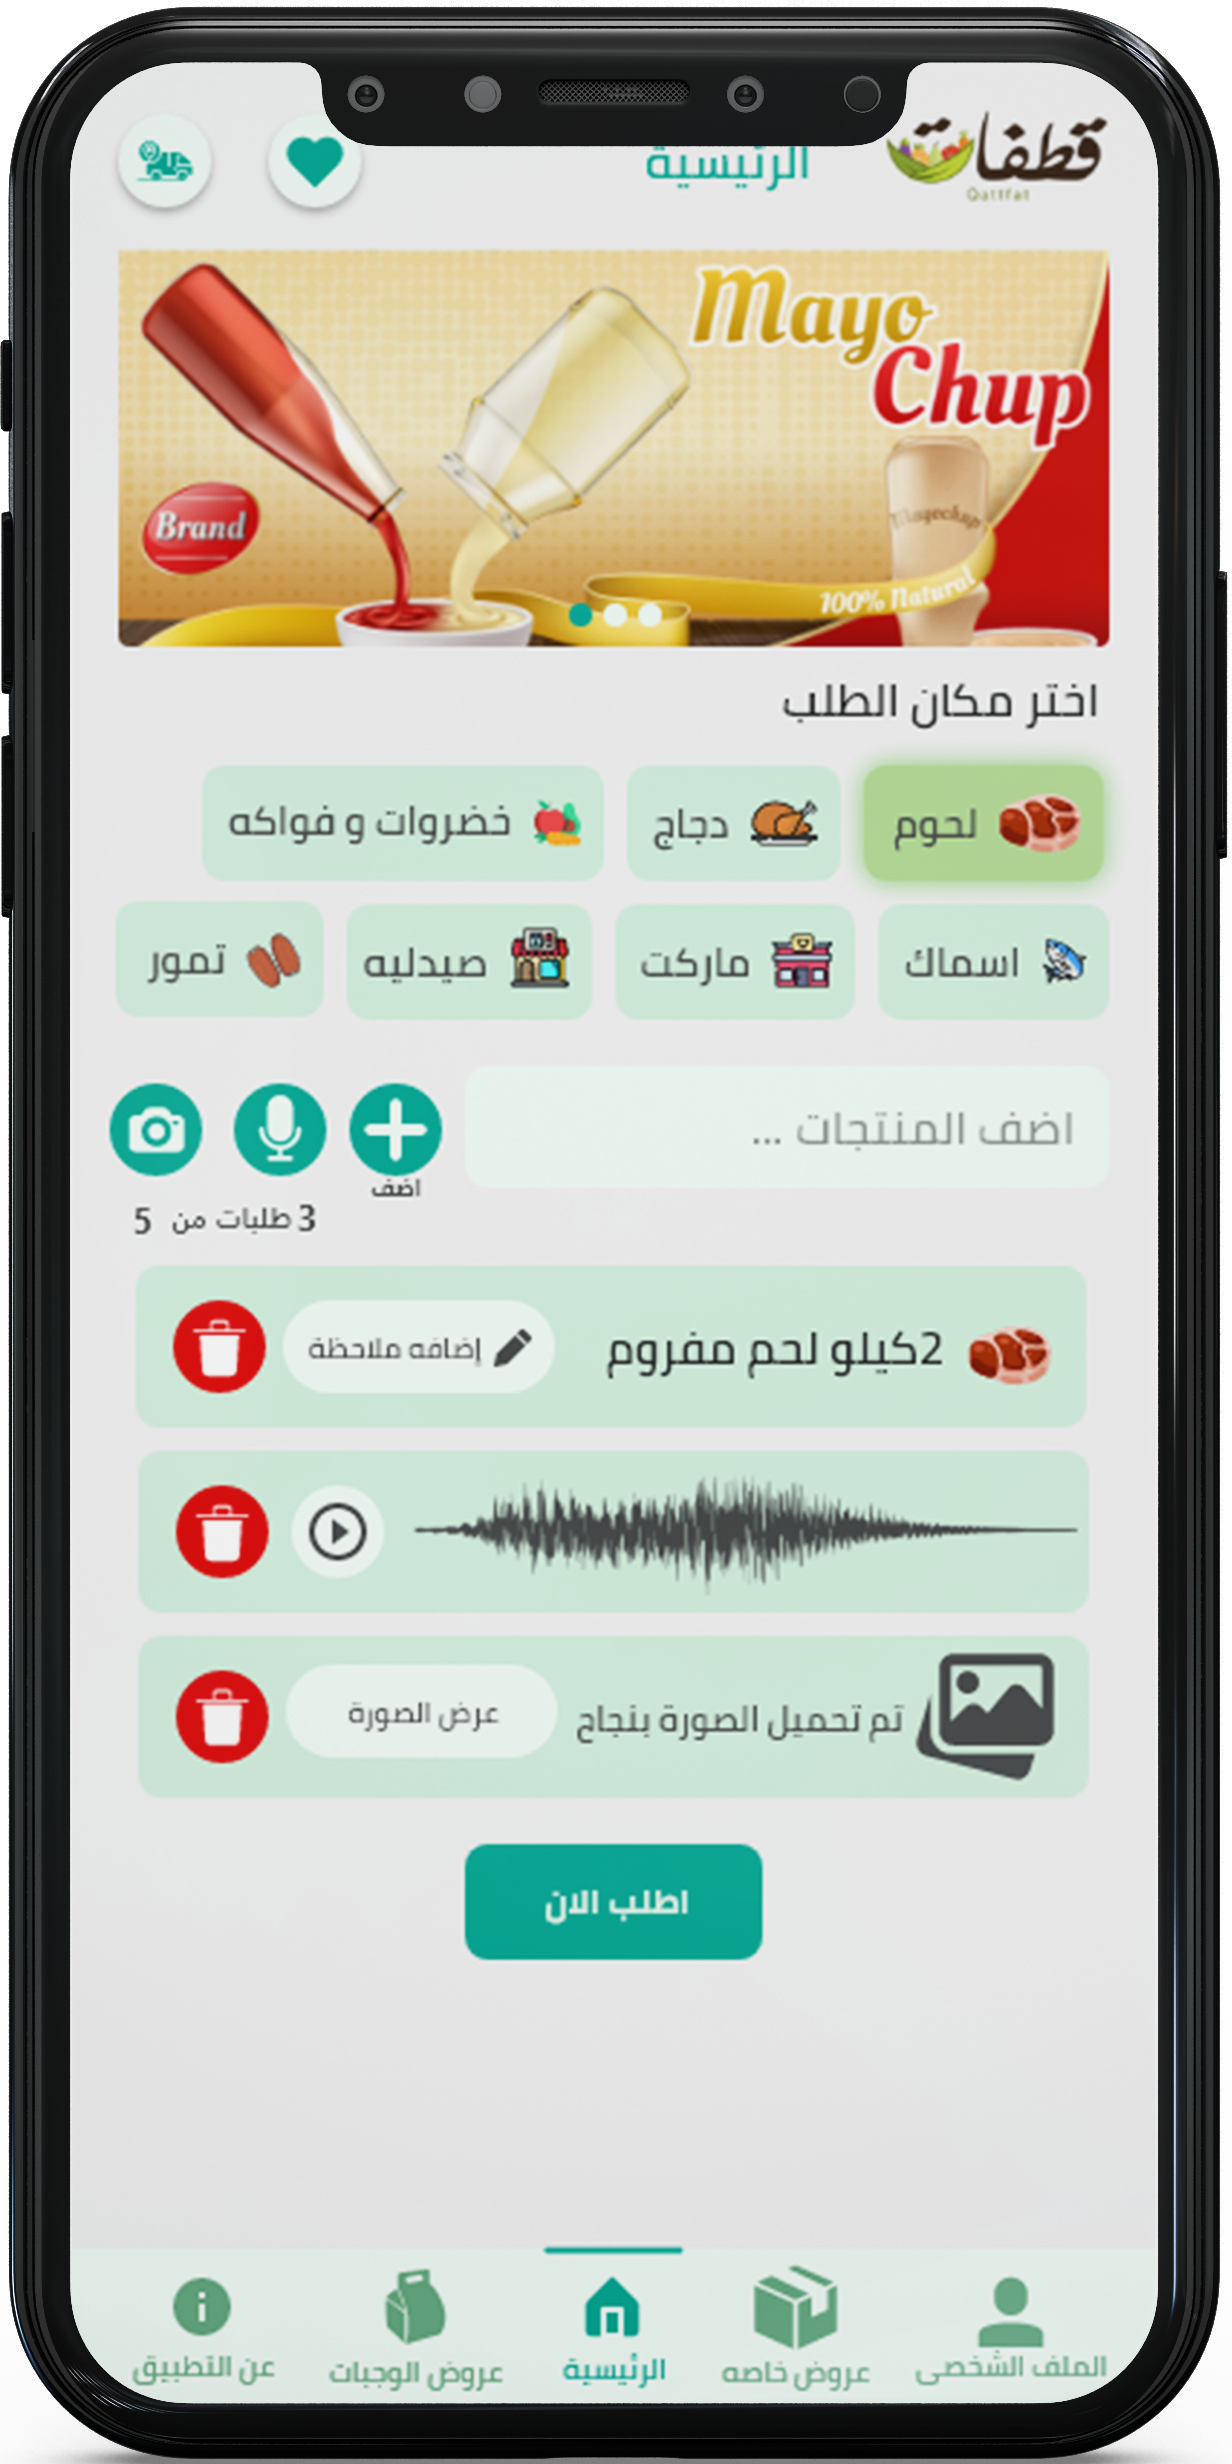 قطفات
Qattfat
الرئيسية
Mayo
Chup
Brand
Mayochup
100% Natural
اختر مكان الطلب
لحوم
دجاج
خضروات و فواكه
اسماك
ماركت
صيدليه
تمور
اضف المنتجات ...
اضف
3 طلبات من 5
2كيلو لحم مفروم
إضافه ملاحظة
تم تحميل الصورة بنجاح
عرض الصورة
اطلب الان
الملف الشخصى
عروض خاصه
الرئيسية
عروض الوجبات
عن التطبيق